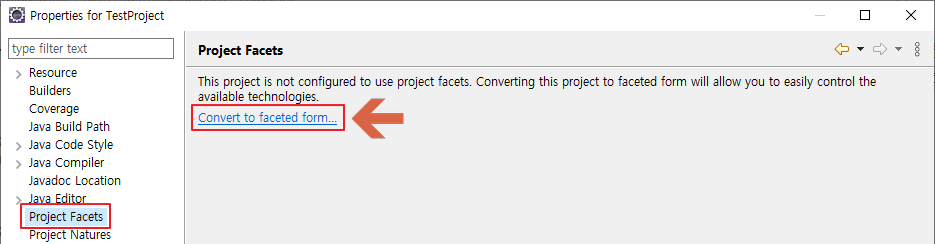 Properties for TestProject
type filter text
Resource
Builders
Coverage
Java Build Path
Java Code Style
Java Compiler
Javadoc Location
Java Editor
Project Facets
Project Natures
Project Facets
This project is not configured to use project facets. Converting this project to faceted form will allow you to easily control the
available technologies.
Convert to faceted form...